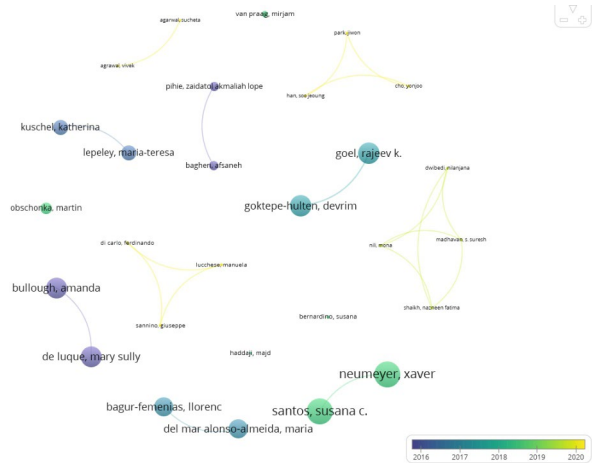 agarwal, sucheta
van praag, mirjam
park, jiwon
agrawal, vivek
pihie, zaidatol akmaliah lope
han, soo jeoung
cho, yonjoo
kuschel, katherina
lepeley, maria-teresa
goel, rajeev k.
bagheri, afsaneh
dwibedi, nilanjana
goktepe-hulten, devrim
obschonka, martin
di carlo, ferdinando
nili, mona
madhavan, s. suresh
lucchese, manuela
bullough, amanda
sannino, giuseppe
bernardino, susana
shaikh, nazneen fatima
de luque, mary sully
haddaji, majd
neumeyer, xaver
bagur-femenias, llorenc
santos, susana c.
del mar alonso-almeida, maria
2016 2017 2018 2019 2020